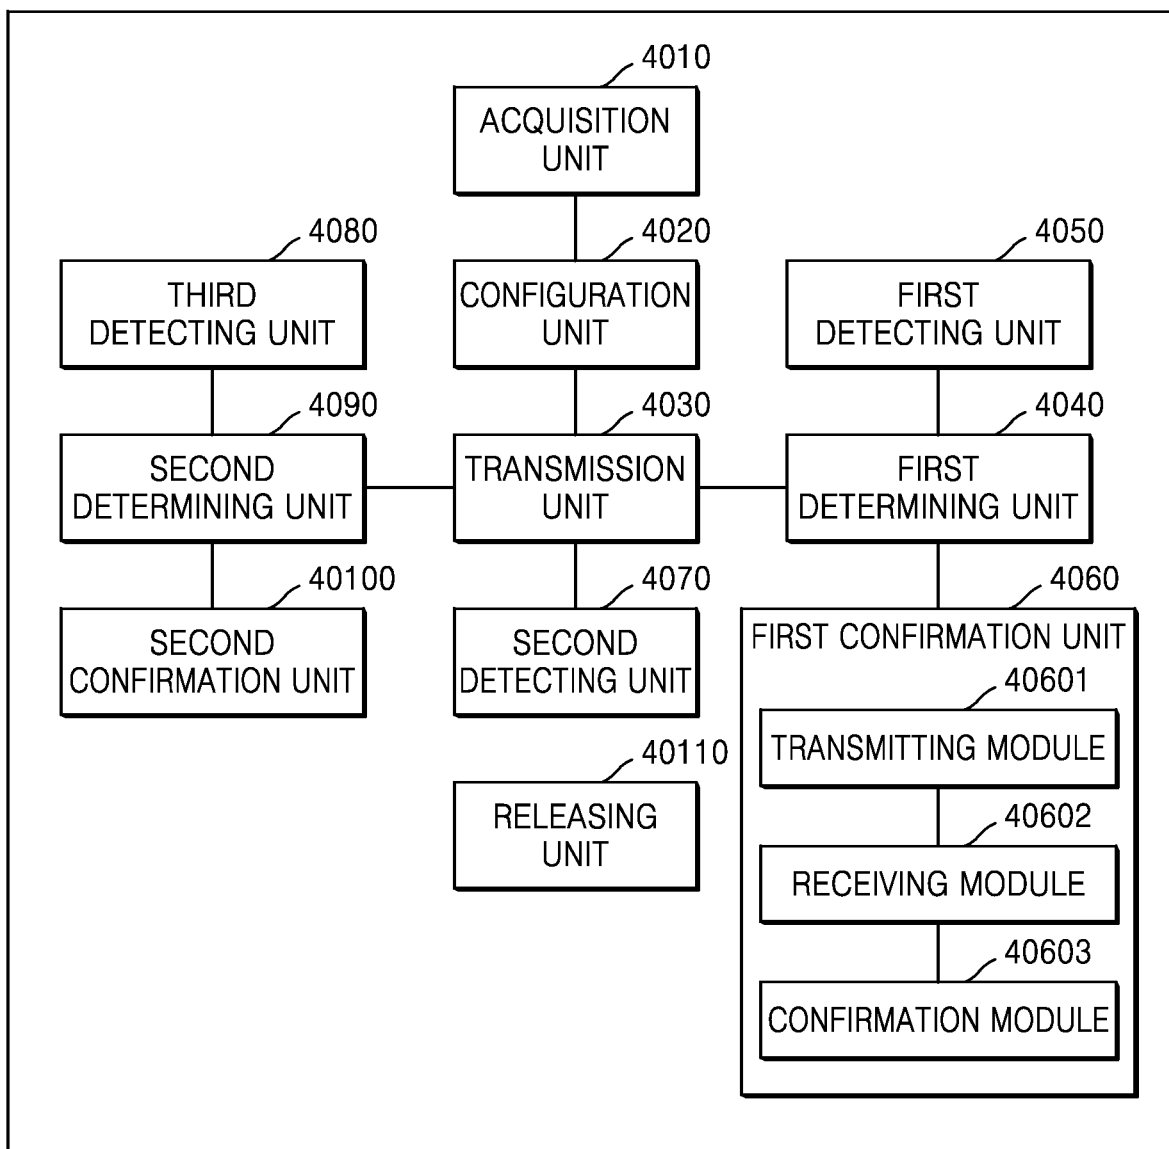 4010
ACQUISITION
UNIT
4080
THIRD
DETECTING UNIT
4020
CONFIGURATION
UNIT
4050
FIRST
DETECTING UNIT
4090
SECOND
DETERMINING UNIT
4030
TRANSMISSION
UNIT
4040
FIRST
DETERMINING UNIT
40100
SECOND
CONFIRMATION UNIT
4070
SECOND
DETECTING UNIT
4060
FIRST CONFIRMATION UNIT
40601
TRANSMITTING MODULE
40110
RELEASING
UNIT
40602
RECEIVING MODULE
40603
CONFIRMATION MODULE